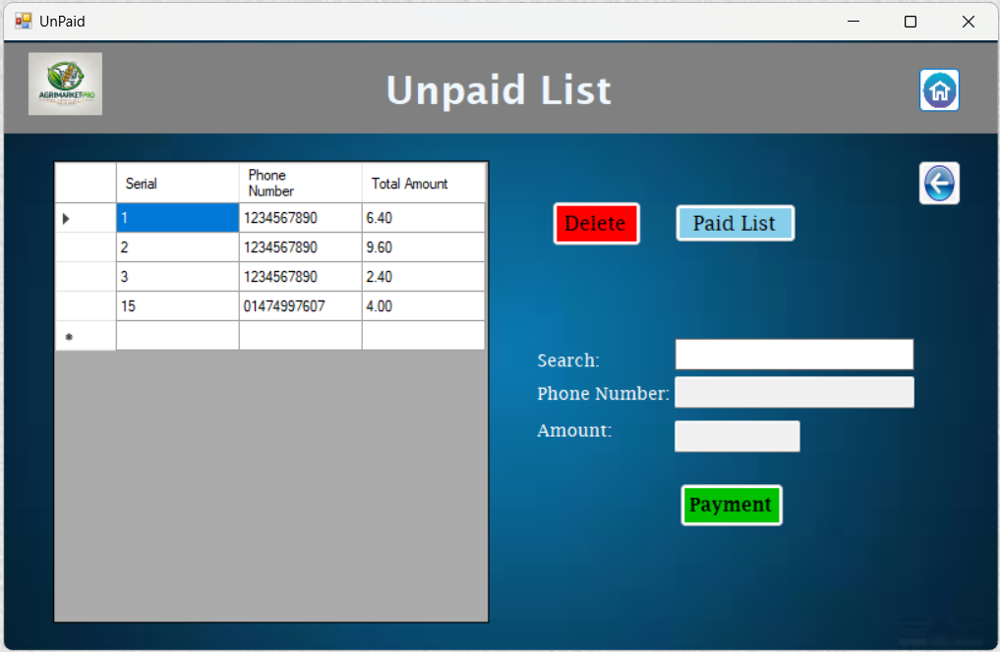 UnPaid
AGRIMARKETPRO
Unpaid List
Serial
Phone
Number
Total Amount
1 1234567890 6.40
2 1234567890 9.60
3 1234567890 2.40
15 01474997607 4.00
Delete
Paid List
Search:
Phone Number:
Amount:
Payment